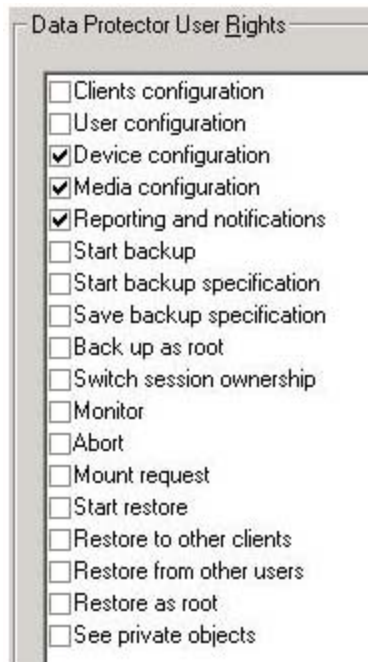 Data Protector User Rights
Clients configuration
User configuration
Device configuration
Media configuration
Reporting and notifications
Start backup
Start backup specification
Save backup specification
Back up as root
Switch session ownership
Monitor
Abort
Mount request
Start restore
Restore to other clients
Restore from other users
Restore as root
See private objects